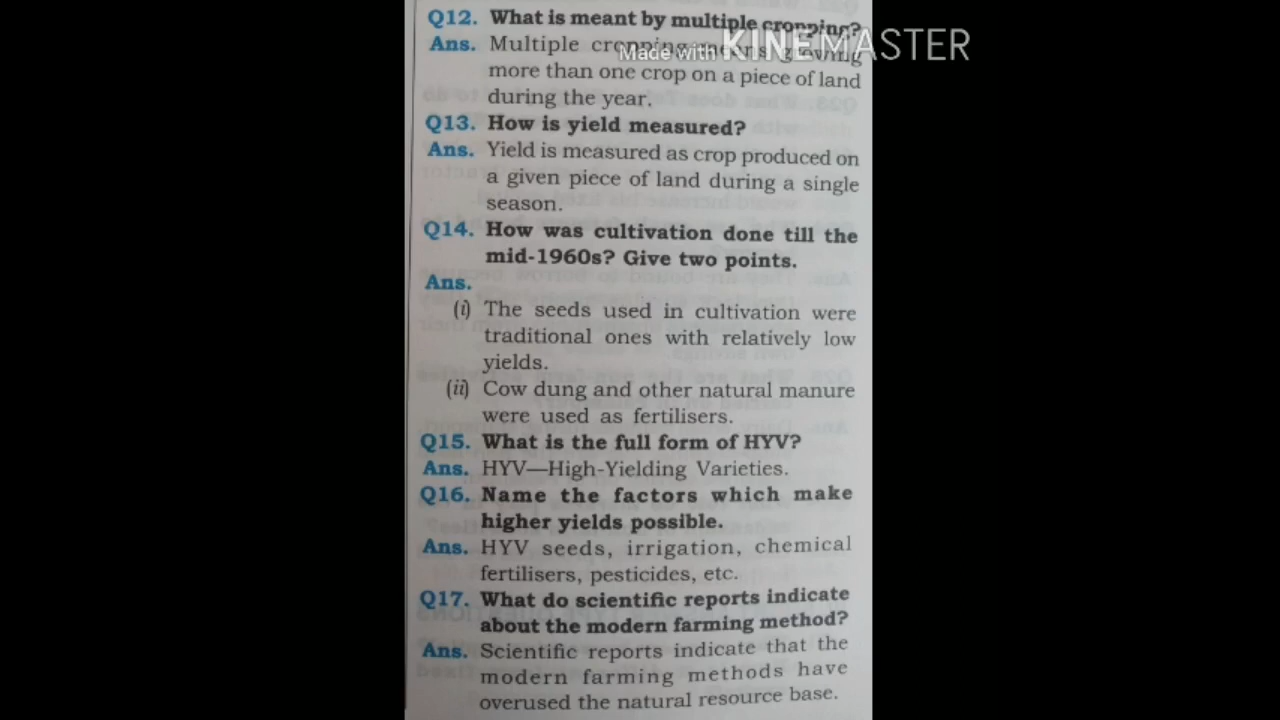 Q12. What is meant by multiple cropping?
Made with KINEMASTER
Ans. Multiple cropping means growing
more than one crop on a piece of land
during the year.
Q13. How is yield measured?
Ans. Yield is measured as crop produced on
a given piece of land during a single
season.
Q14. How was cultivation done till the
mid-1960s? Give two points.
Ans.
(i) The seeds used in cultivation were
traditional ones with relatively low
yields.
(ii) Cow dung and other natural manure
were used as fertilisers.
Q15. What is the full form of HYV?
Ans. HYV—High-Yielding Varieties.
Q16. Name the factors which make
higher yields possible.
Ans. HYV seeds, irrigation, chemical
fertilisers, pesticides, etc.
Q17. What do scientific reports indicate
about the modern farming method?
Ans. Scientific reports indicate that the
modern farming methods have
overused the natural resource base.